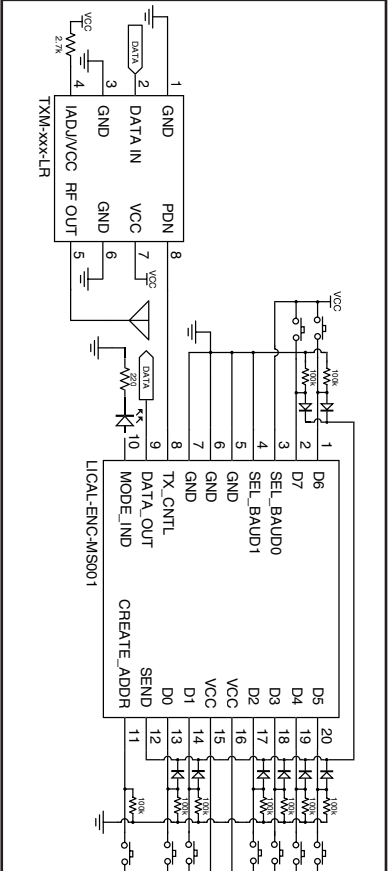 VCC
2.7k
DATA
1 GND PDN 8
2 DATA IN VCC 7
3 GND GND 6
4 IADJ/VCC RF OUT 5
VCC
TXM-xxx-LR
VCC
100k
100k
DATA
220
1 D6 D5 20
2 D7 D4 19
3 SEL_BAUD0 D3 18
4 SEL_BAUD1 D2 17
5 GND VCC 16
6 GND VCC 15
7 GND D1 14
8 TX_CNTL D0 13
9 DATA_OUT SEND 12
10 MODE_IND CREATE_ADDR 11
LICAL-ENC-MS001
100k
100k
100k
100k
100k
100k
100k